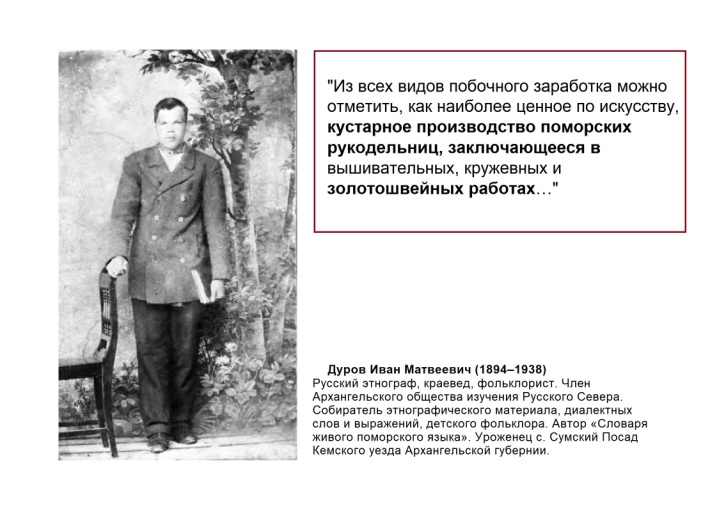 "Из всех видов побочного заработка можно
отметить, как наиболее ценное по искусству,
кустарное производство поморских
рукодельниц, заключающееся в
вышивательных, кружевных и
золотошвейных работах…"
Дуров Иван Матвеевич (1894–1938)
Русский этнограф, краевед, фольклорист. Член
Архангельского общества изучения Русского Севера.
Собиратель этнографического материала, диалектных
слов и выражений, детского фольклора. Автор «Словаря
живого поморского языка». Уроженец с. Сумский Посад
Кемского уезда Архангельской губернии.